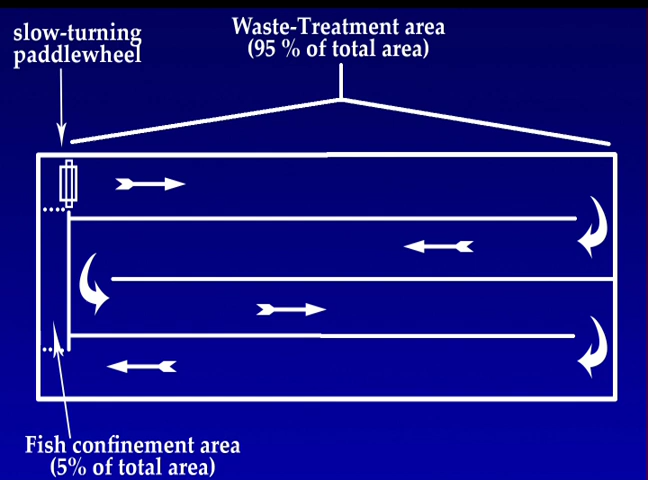 slow-turning
paddlewheel
Waste-Treatment area
(95 % of total area)
Fish confinement area
(5% of total area)